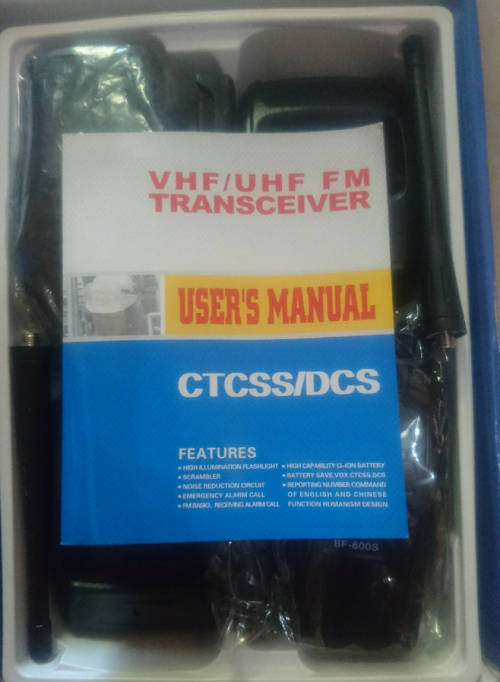 VHF/UHF FM
TRANSCEIVER
USER'S MANUAL
CTCSS/DCS
FEATURES
▪ HIGH ILLUMINATION FLASHLIGHT
▪ SCRAMBLER
▪ NOISE REDUCTION CIRCUIT
▪ EMERGENCY ALARM CALL
▪ FM RADIO, RECEIVING ALARM CALL
▪ HIGH CAPABILITY LI-ION BATTERY
▪ BATTERY SAVE,VOX,CTCSS,DCS
▪ REPORTING NUMBER COMMAND
OF ENGLISH AND CHINESE
FUNCTION HUMANISM DESIGN
BF-600S